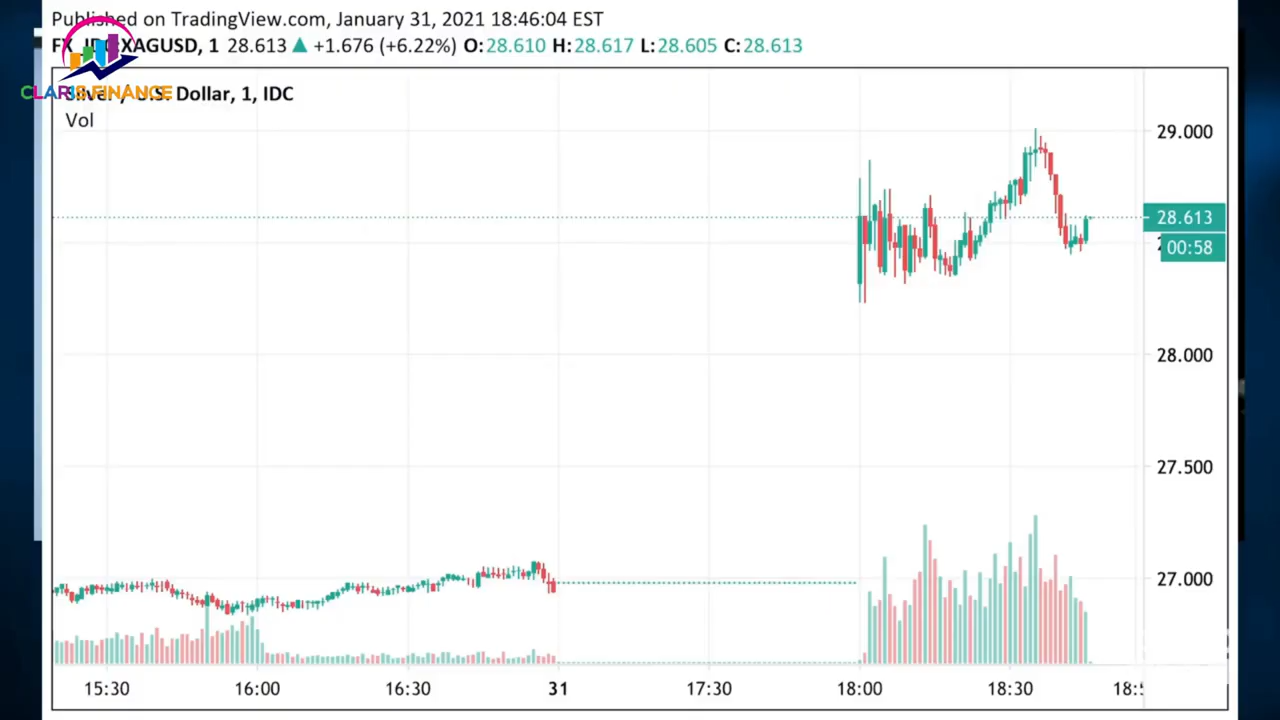 Published on TradingView.com, January 31, 2021 18:46:04 EST
XAGUSD, 1 28.613 ▲ +1.676 (+6.22%) O:28.610 H:28.617 L:28.605 C:28.613
CLARIS FINANCE
Dollar, 1, IDC
Vol
29.000
28.613
00:58
28.000
27.500
27.000
15:30 16:00 16:30 31 17:30 18:00 18:30